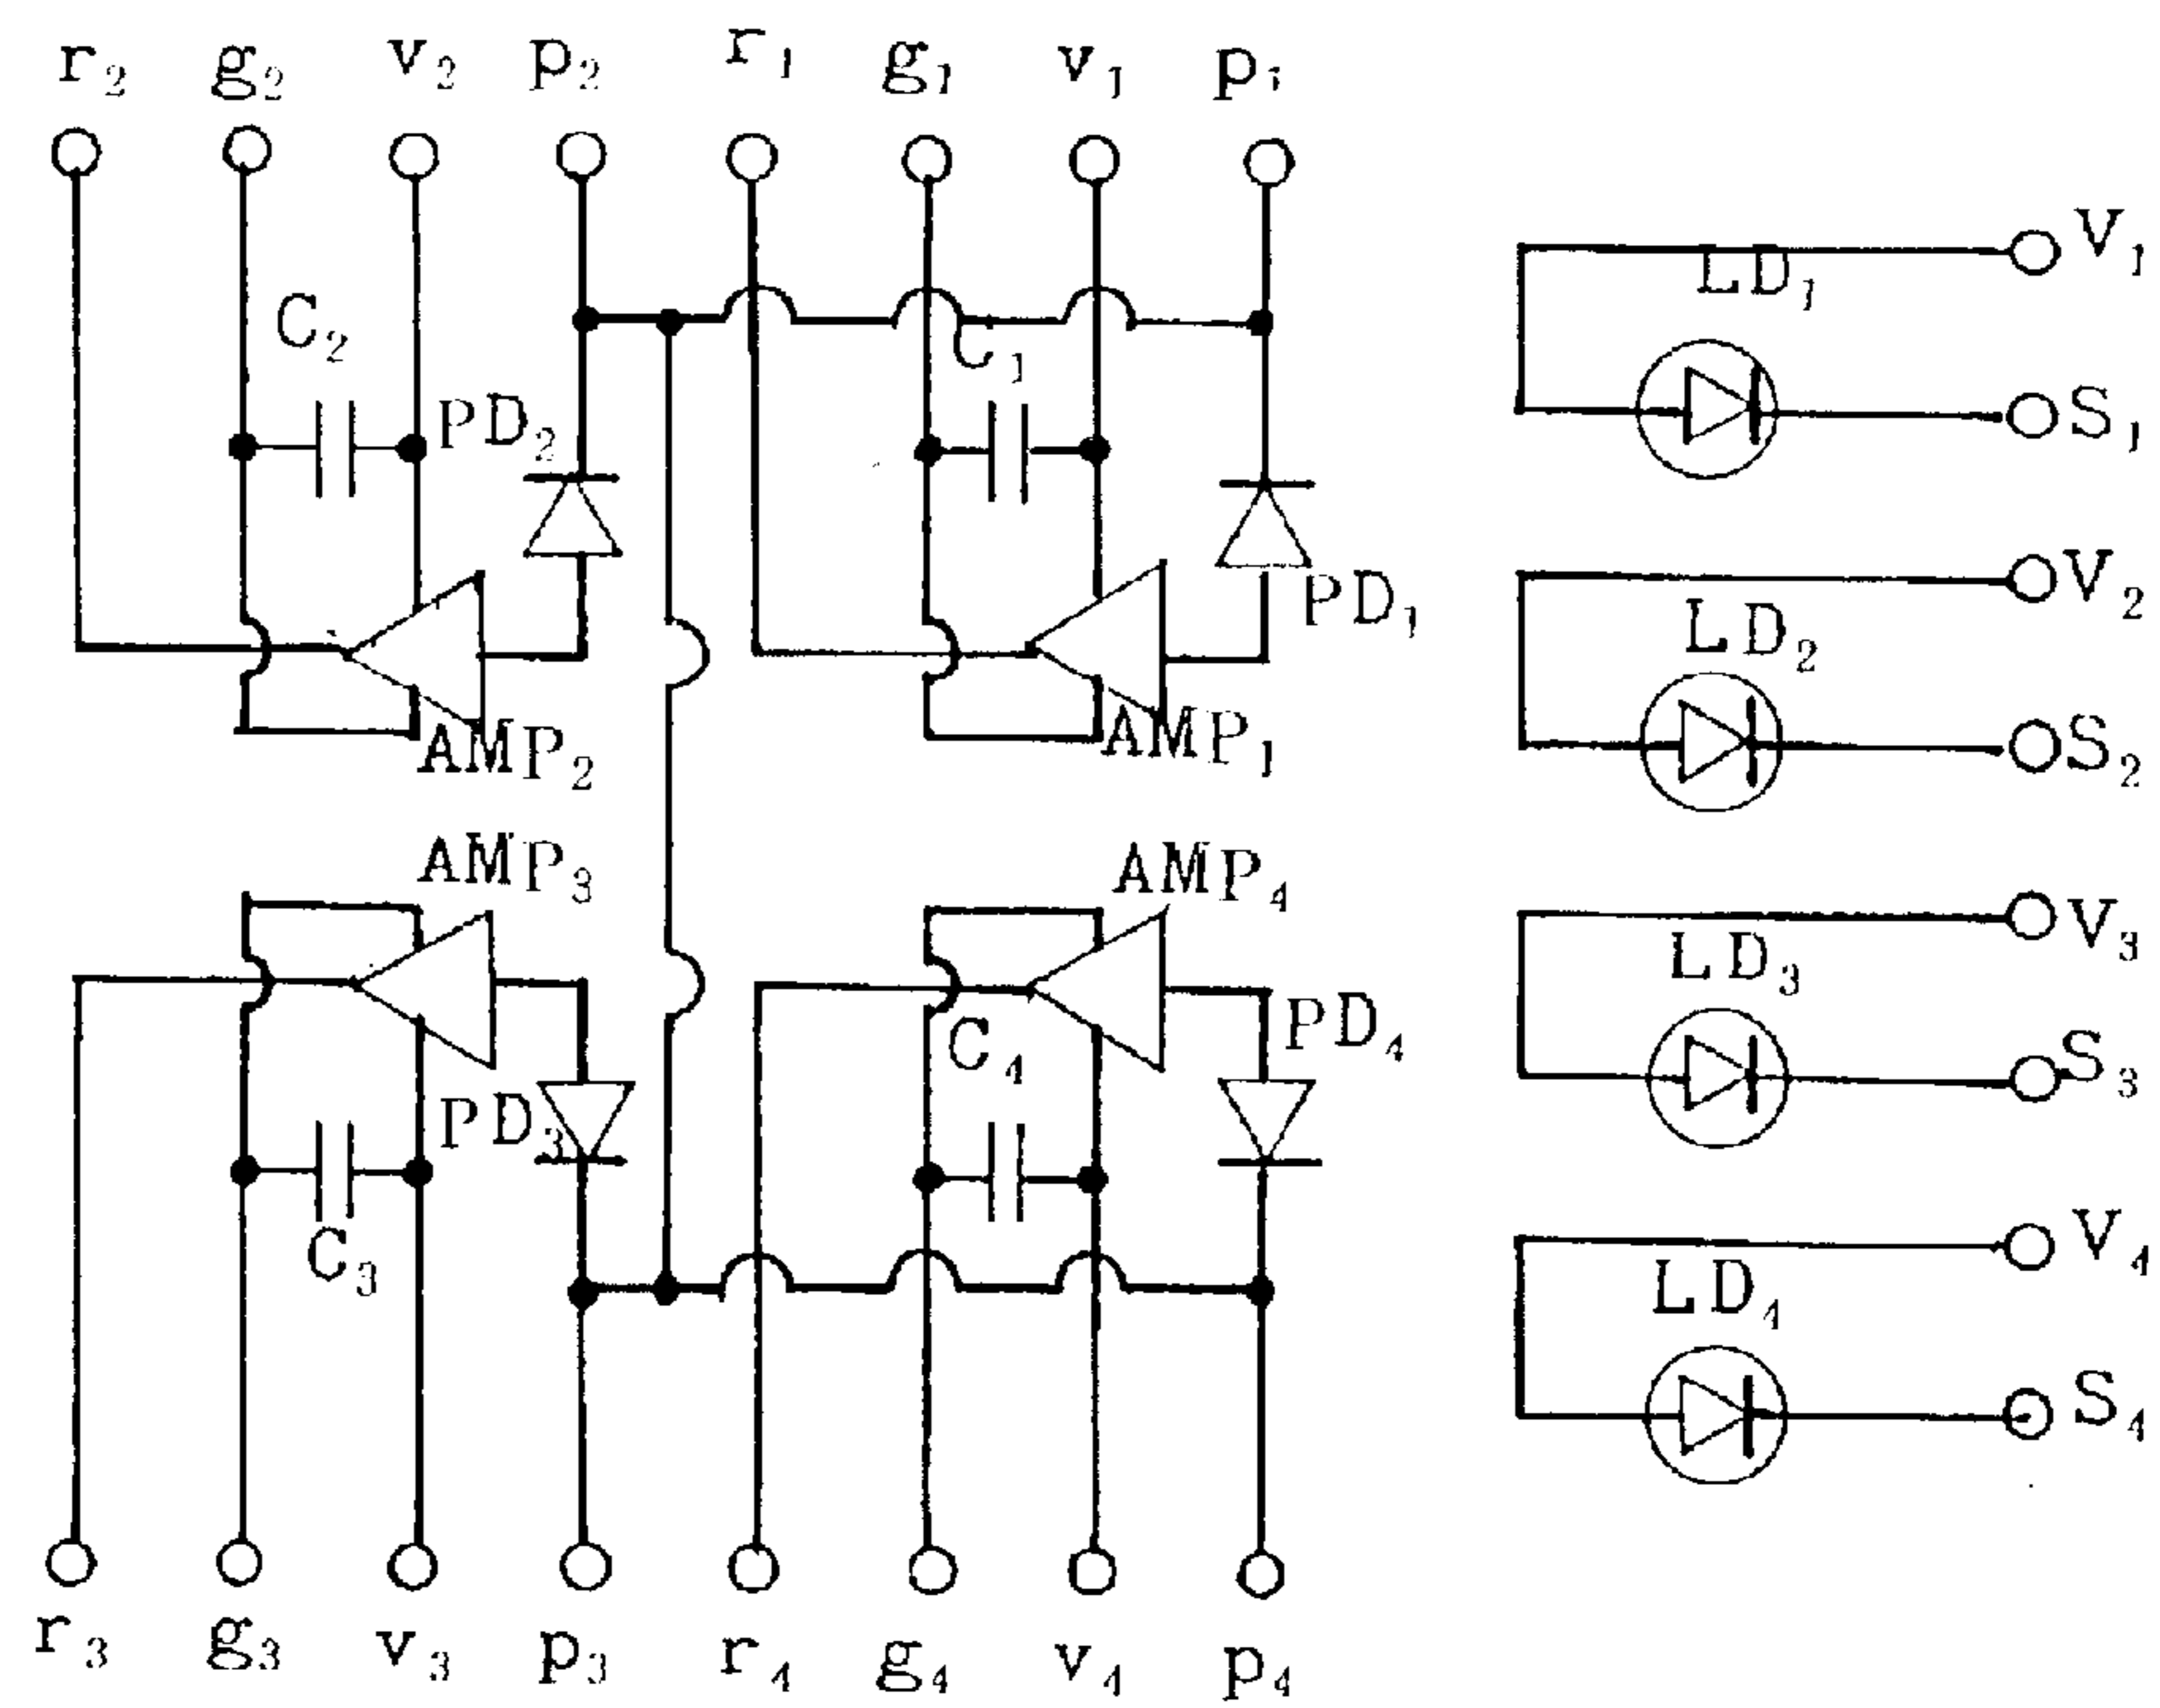 r₂ g₂ v₂ p₂ r₁ g₁ v₁ p₁
V₁
LD₁
C₂ C₁
S₁
PD₂
PD₁
V₂
LD₂
AMP₂ AMP₁
S₂
AMP₃ AMP₄
V₃
LD₃
PD₄
C₄
S₃
PD₃
C₃
V₄
LD₄
S₄
r₃ g₃ v₃ p₃ r₄ g₄ v₄ p₄